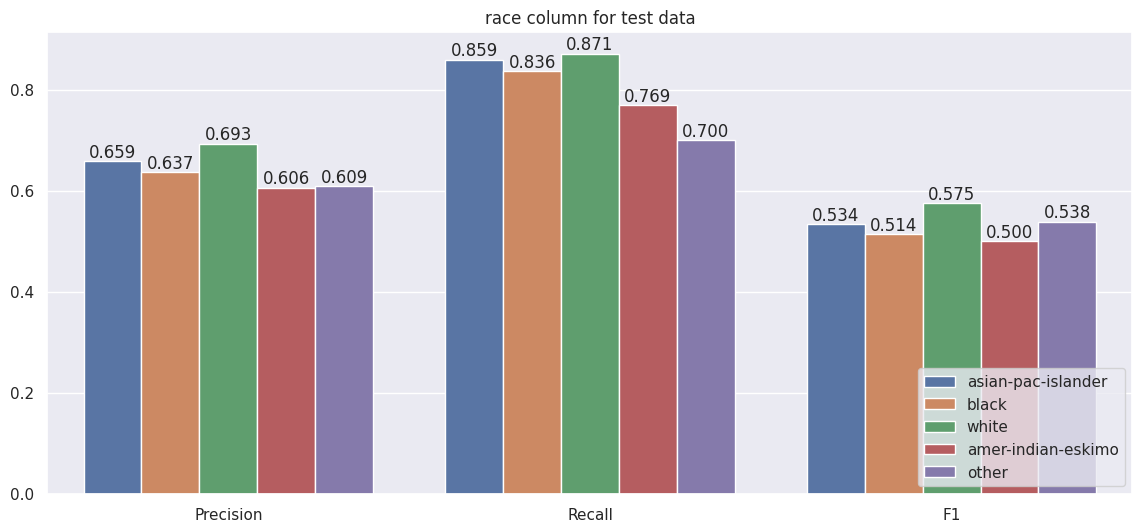 race column for test data
0.8
0.6
0.4
0.2
0.0
0.659
0.637
0.693
0.606
0.609
0.859
0.836
0.871
0.769
0.700
0.534
0.514
0.575
0.500
0.538
Precision
Recall
F1
asian-pac-islander
black
white
amer-indian-eskimo
other